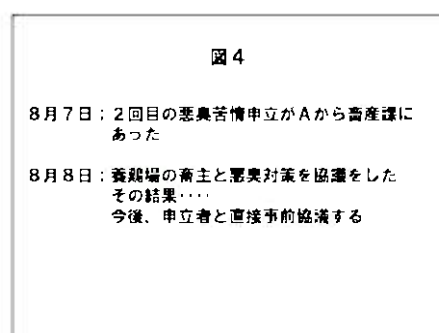 図4
8月7日：2回目の悪臭苦情申立がAから畜産課に
あった
8月8日：養鶏場の畜主と悪臭対策を協議をした
その結果‥‥
今後、申立者と直接事前協議する